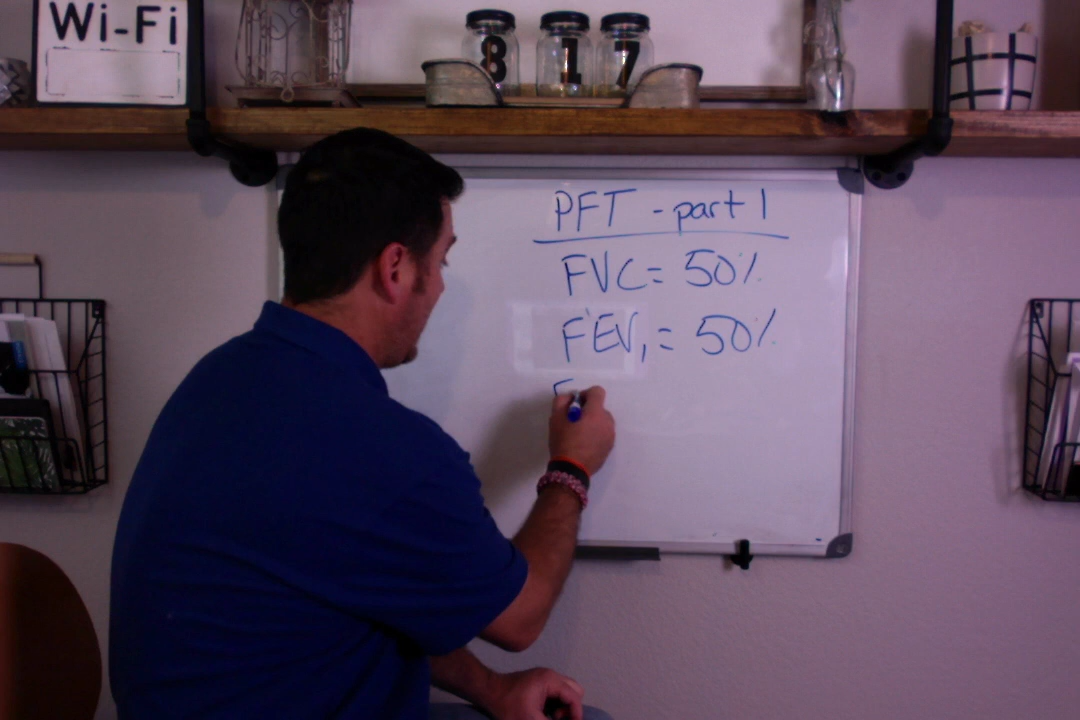 Wi-Fi
8 1 7
PFT - part 1
FVC = 50%
FEV₁ = 50%
F